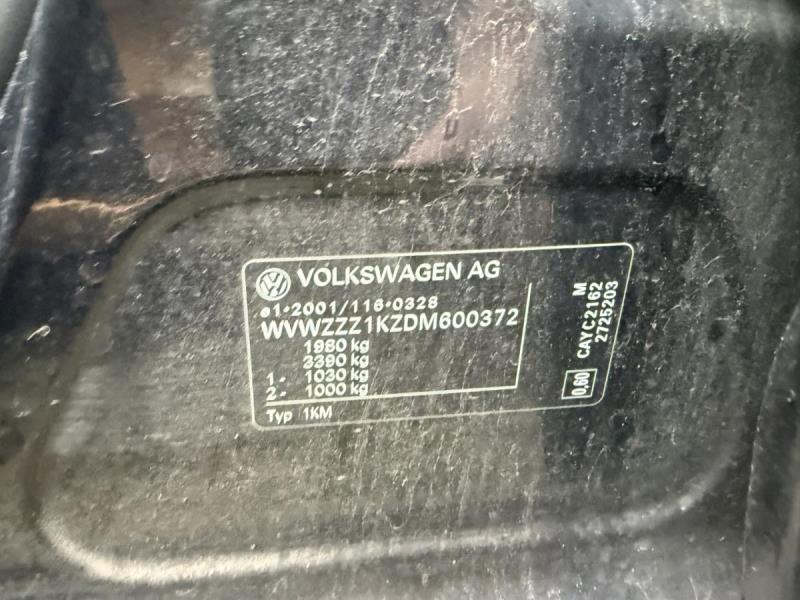 VOLKSWAGEN AG
e1*2001/116*0328
WVWZZZ1KZDM600372
1980 kg
3390 kg
1- 1030 kg
2- 1000 kg
Typ 1KM
0,60
CAYC2162 M
2725203